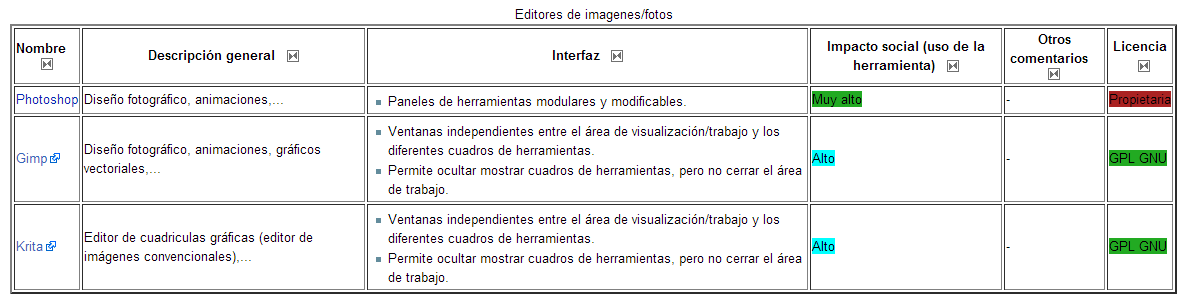 Editores de imagenes/fotos
Nombre
Descripción general
Interfaz
Impacto social (uso de la
herramienta)
Otros
comentarios
Licencia
Photoshop
Diseño fotográfico, animaciones,...
Paneles de herramientas modulares y modificables.
Muy alto
-
Propietaria
Gimp
Diseño fotográfico, animaciones, gráficos
vectoriales,...
Ventanas independientes entre el área de visualización/trabajo y los
diferentes cuadros de herramientas.
Permite ocultar mostrar cuadros de herramientas, pero no cerrar el área
de trabajo.
Alto
-
GPL GNU
Krita
Editor de cuadriculas gráficas (editor de
imágenes convencionales),...
Ventanas independientes entre el área de visualización/trabajo y los
diferentes cuadros de herramientas.
Permite ocultar mostrar cuadros de herramientas, pero no cerrar el área
de trabajo.
Alto
-
GPL GNU